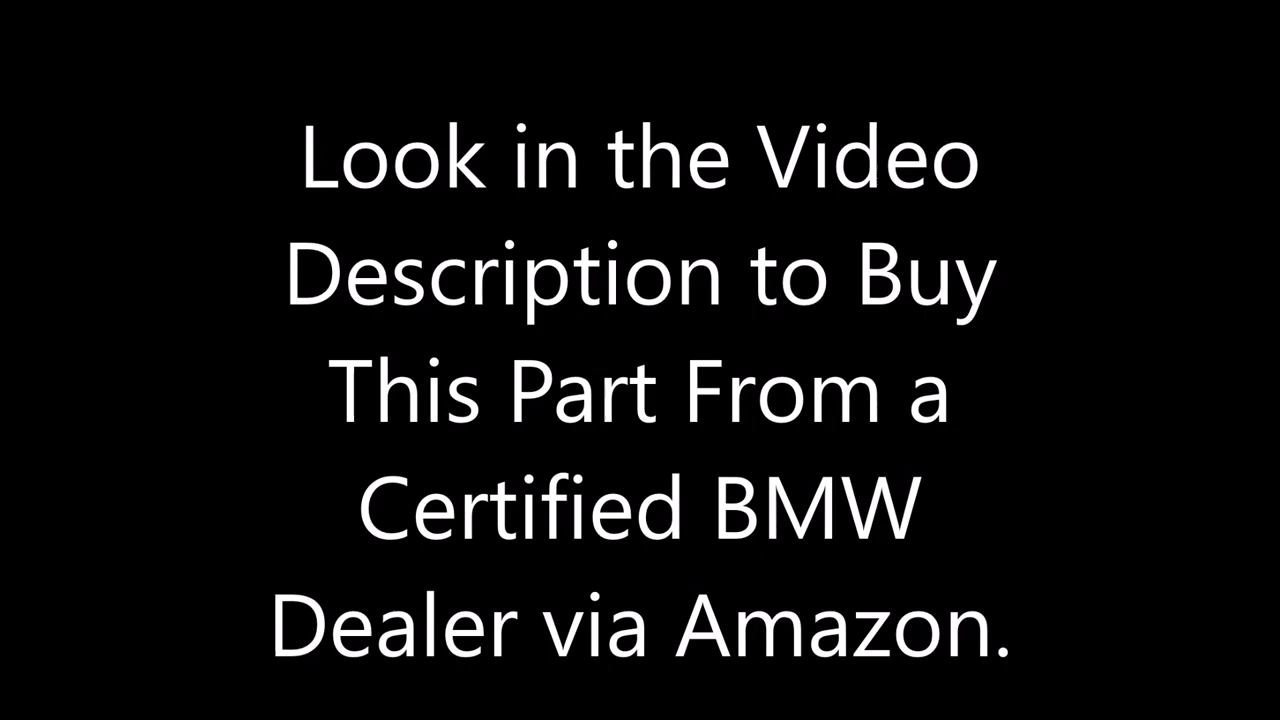 Look in the Video
Description to Buy
This Part From a
Certified BMW
Dealer via Amazon.